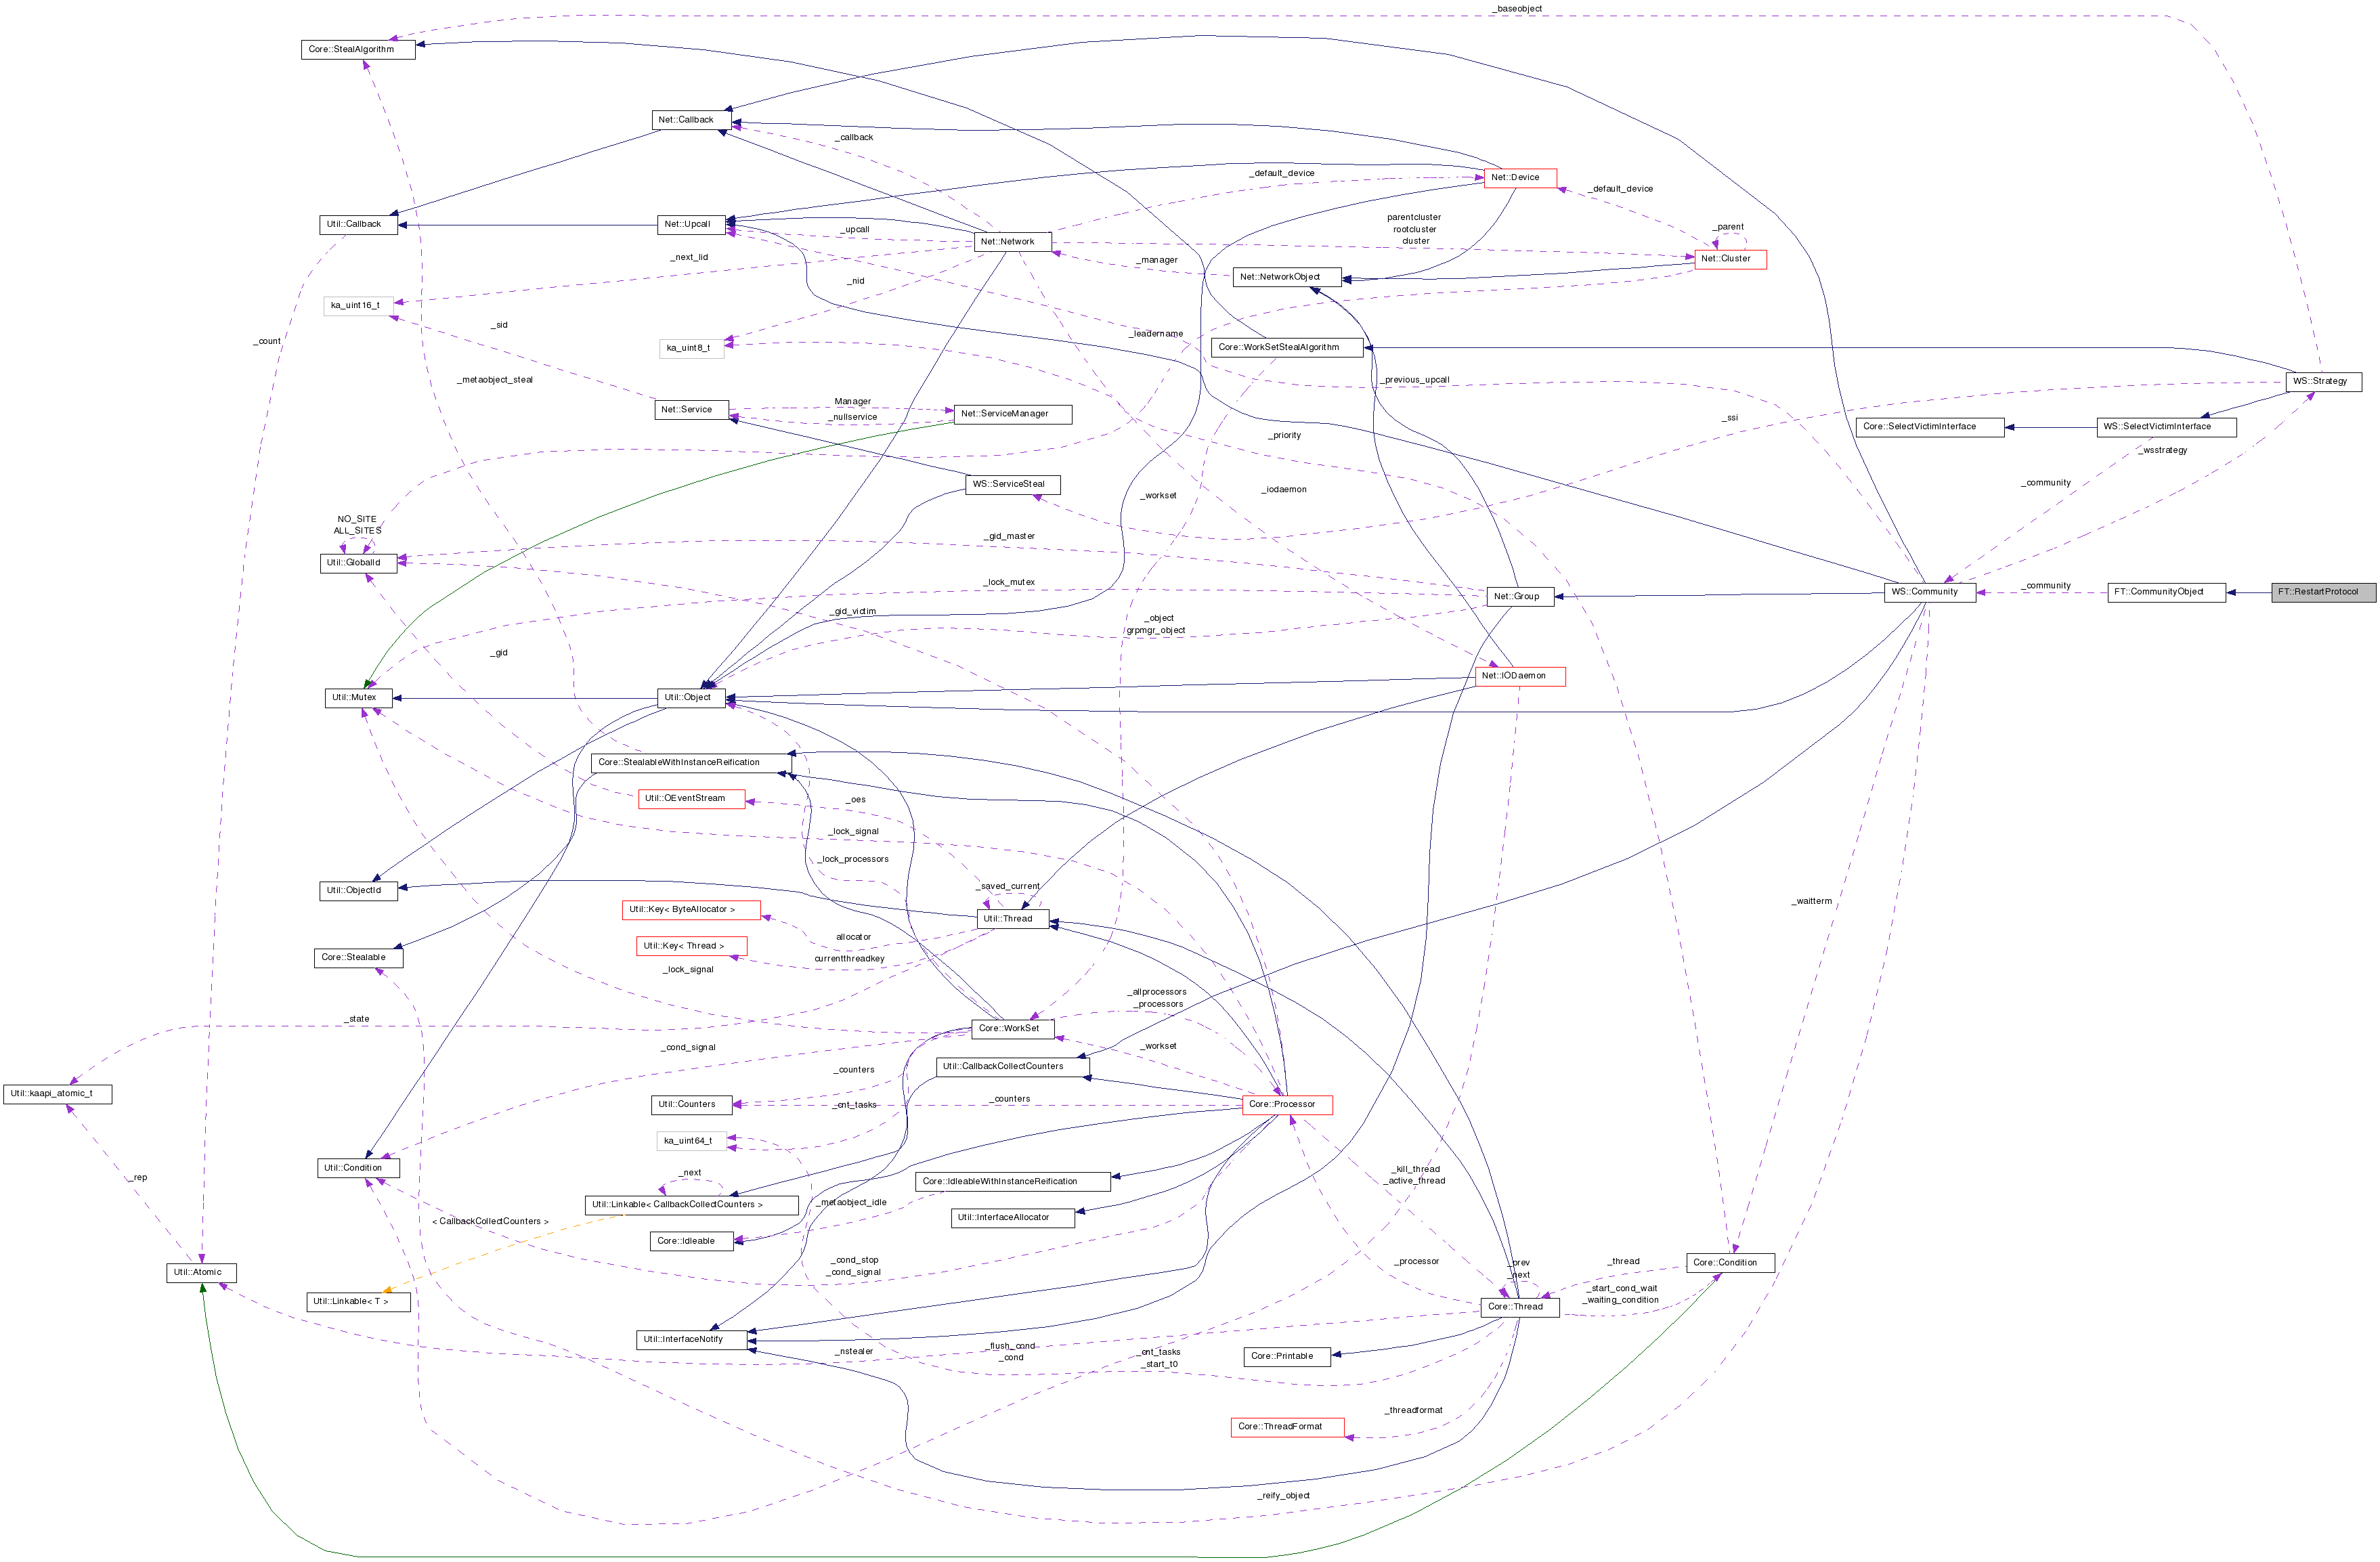 _baseobject
Core::StealAlgorithm
Net::Callback
_callback
_default_device
Net::Device
_default_device
Util::Callback
Net::Upcall
_upcall
Net::Network
parentcluster
rootcluster
cluster
_parent
Net::Cluster
_next_lid
_manager
Net::NetworkObject
_nid
ka_uint16_t
_sid
_leadername
_count
ka_uint8_t
Core::WorkSetStealAlgorithm
_metaobject_steal
_previous_upcall
WS::Strategy
Manager
Net::Service
Net::ServiceManager
_nullservice
_ssi
Core::SelectVictimInterface
WS::SelectVictimInterface
_priority
_wsstrategy
WS::ServiceSteal
_community
_workset
_iodaemon
NO_SITE
ALL_SITES
_gid_master
Util::GlobalId
_lock_mutex
_community
Net::Group
WS::Community
FT::CommunityObject
FT::RestartProtocol
_gid_victim
_object
grpmgr_object
_gid
Net::IODaemon
Util::Mutex
Util::Object
Core::StealableWithInstanceReification
Util::OEventStream
_oes
_lock_signal
_lock_processors
Util::ObjectId
_saved_current
_waitterm
Util::Key< ByteAllocator >
Util::Thread
allocator
Util::Key< Thread >
currentthreadkey
Core::Stealable
_lock_signal
_allprocessors
_processors
_state
Core::WorkSet
_cond_signal
_workset
_counters
Util::CallbackCollectCounters
Util::kaapi_atomic_t
Util::Counters
_counters
Core::Processor
_cnt_tasks
ka_uint64_t
Util::Condition
_next
_kill_thread
_active_thread
_rep
Core::IdleableWithInstanceReification
Util::Linkable< CallbackCollectCounters >
_metaobject_idle
< CallbackCollectCounters >
Util::InterfaceAllocator
Core::Idleable
_cond_stop
_cond_signal
_processor
_prev
_next
_thread
Core::Condition
Util::Atomic
_start_cond_wait
_waiting_condition
Util::Linkable< T >
Core::Thread
Util::InterfaceNotify
_nstealer
_flush_cond
_cond
_cnt_tasks
_start_t0
Core::Printable
_threadformat
Core::ThreadFormat
_reify_object